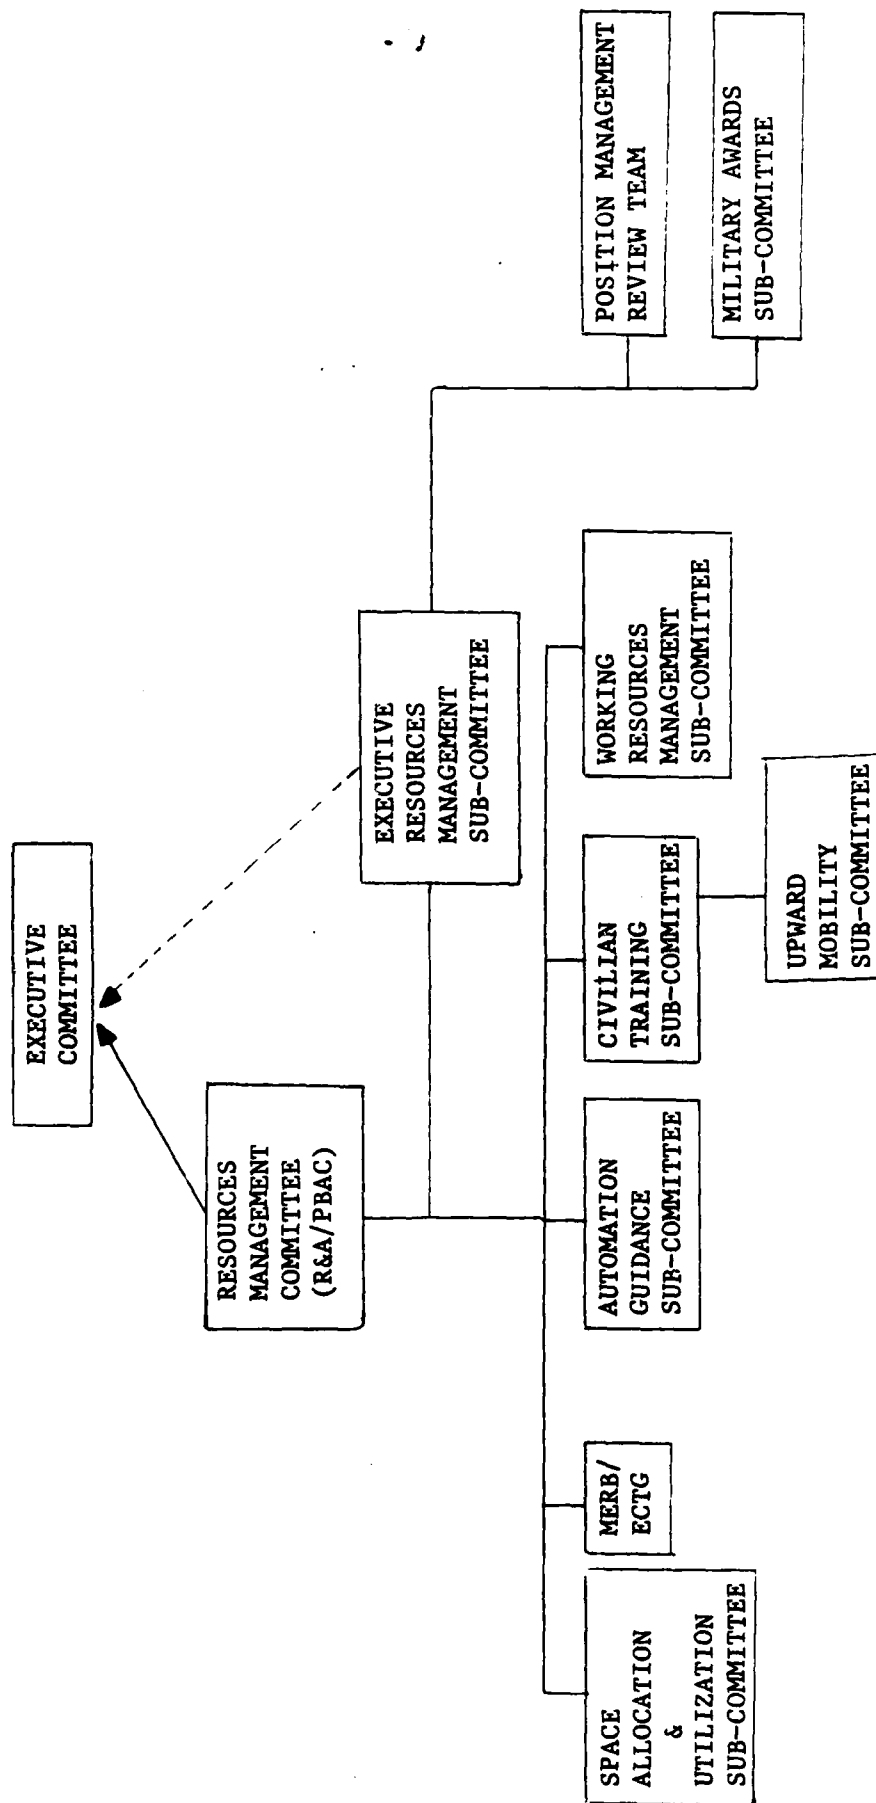 EXECUTIVE
COMMITTEE
RESOURCES
MANAGEMENT
COMMITTEE
(R&A/PBAC)
EXECUTIVE
RESOURCES
MANAGEMENT
SUB-COMMITTEE
SPACE
ALLOCATION
&
UTILIZATION
SUB-COMMITTEE
MERB/
ECTG
AUTOMATION
GUIDANCE
SUB-COMMITTEE
CIVILIAN
TRAINING
SUB-COMMITTEE
WORKING
RESOURCES
MANAGEMENT
SUB-COMMITTEE
POSITION MANAGEMENT
REVIEW TEAM
MILITARY AWARDS
SUB-COMMITTEE
UPWARD
MOBILITY
SUB-COMMITTEE